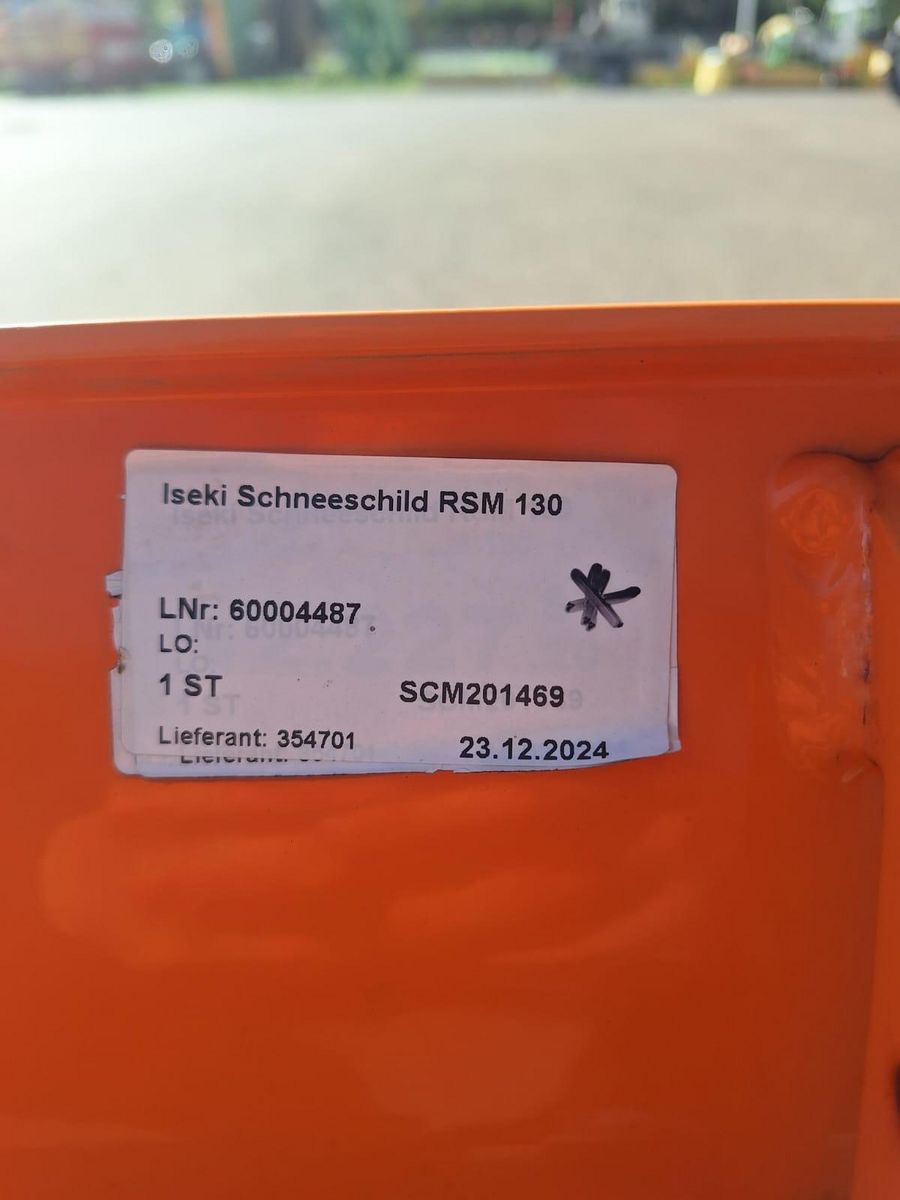 Iseki Schneeschild RSM 130
LNr: 60004487
LO:
1 ST SCM201469
Lieferant: 354701 23.12.2024